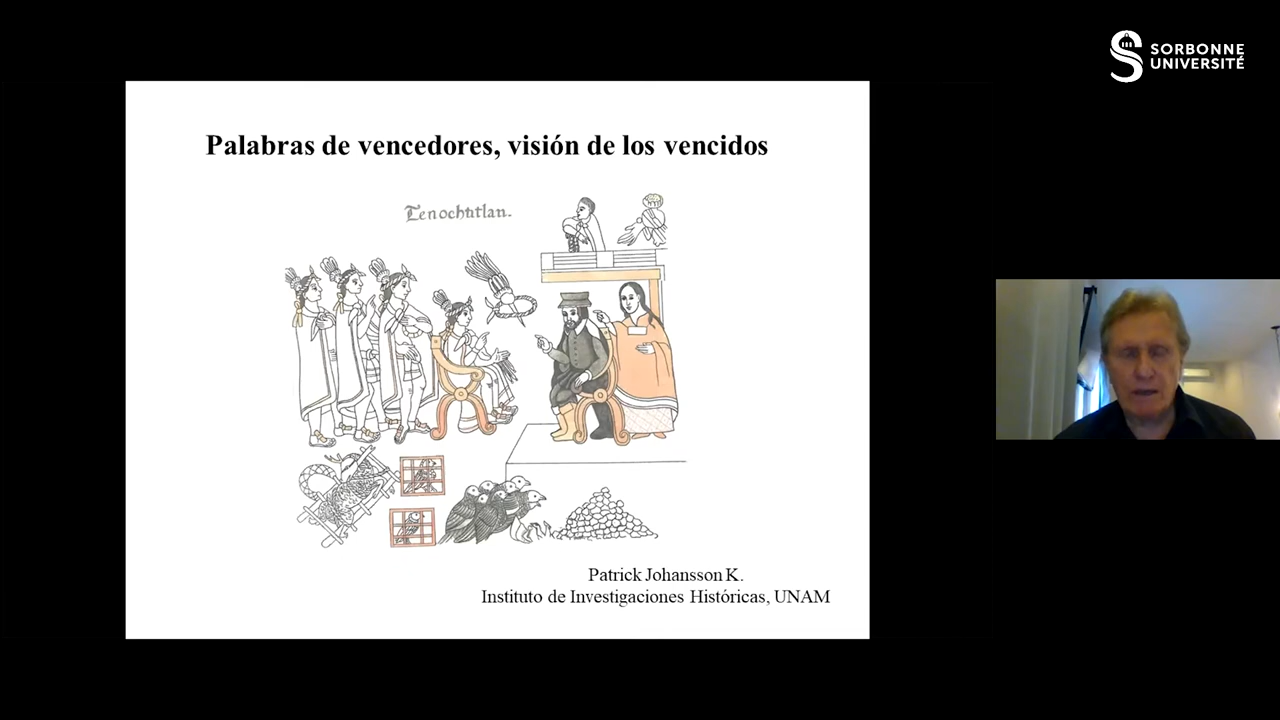 SORBONNE
UNIVERSITÉ
Palabras de vencedores, visión de los vencidos
Tenochtitlan.
Patrick Johansson K.
Instituto de Investigaciones Históricas, UNAM